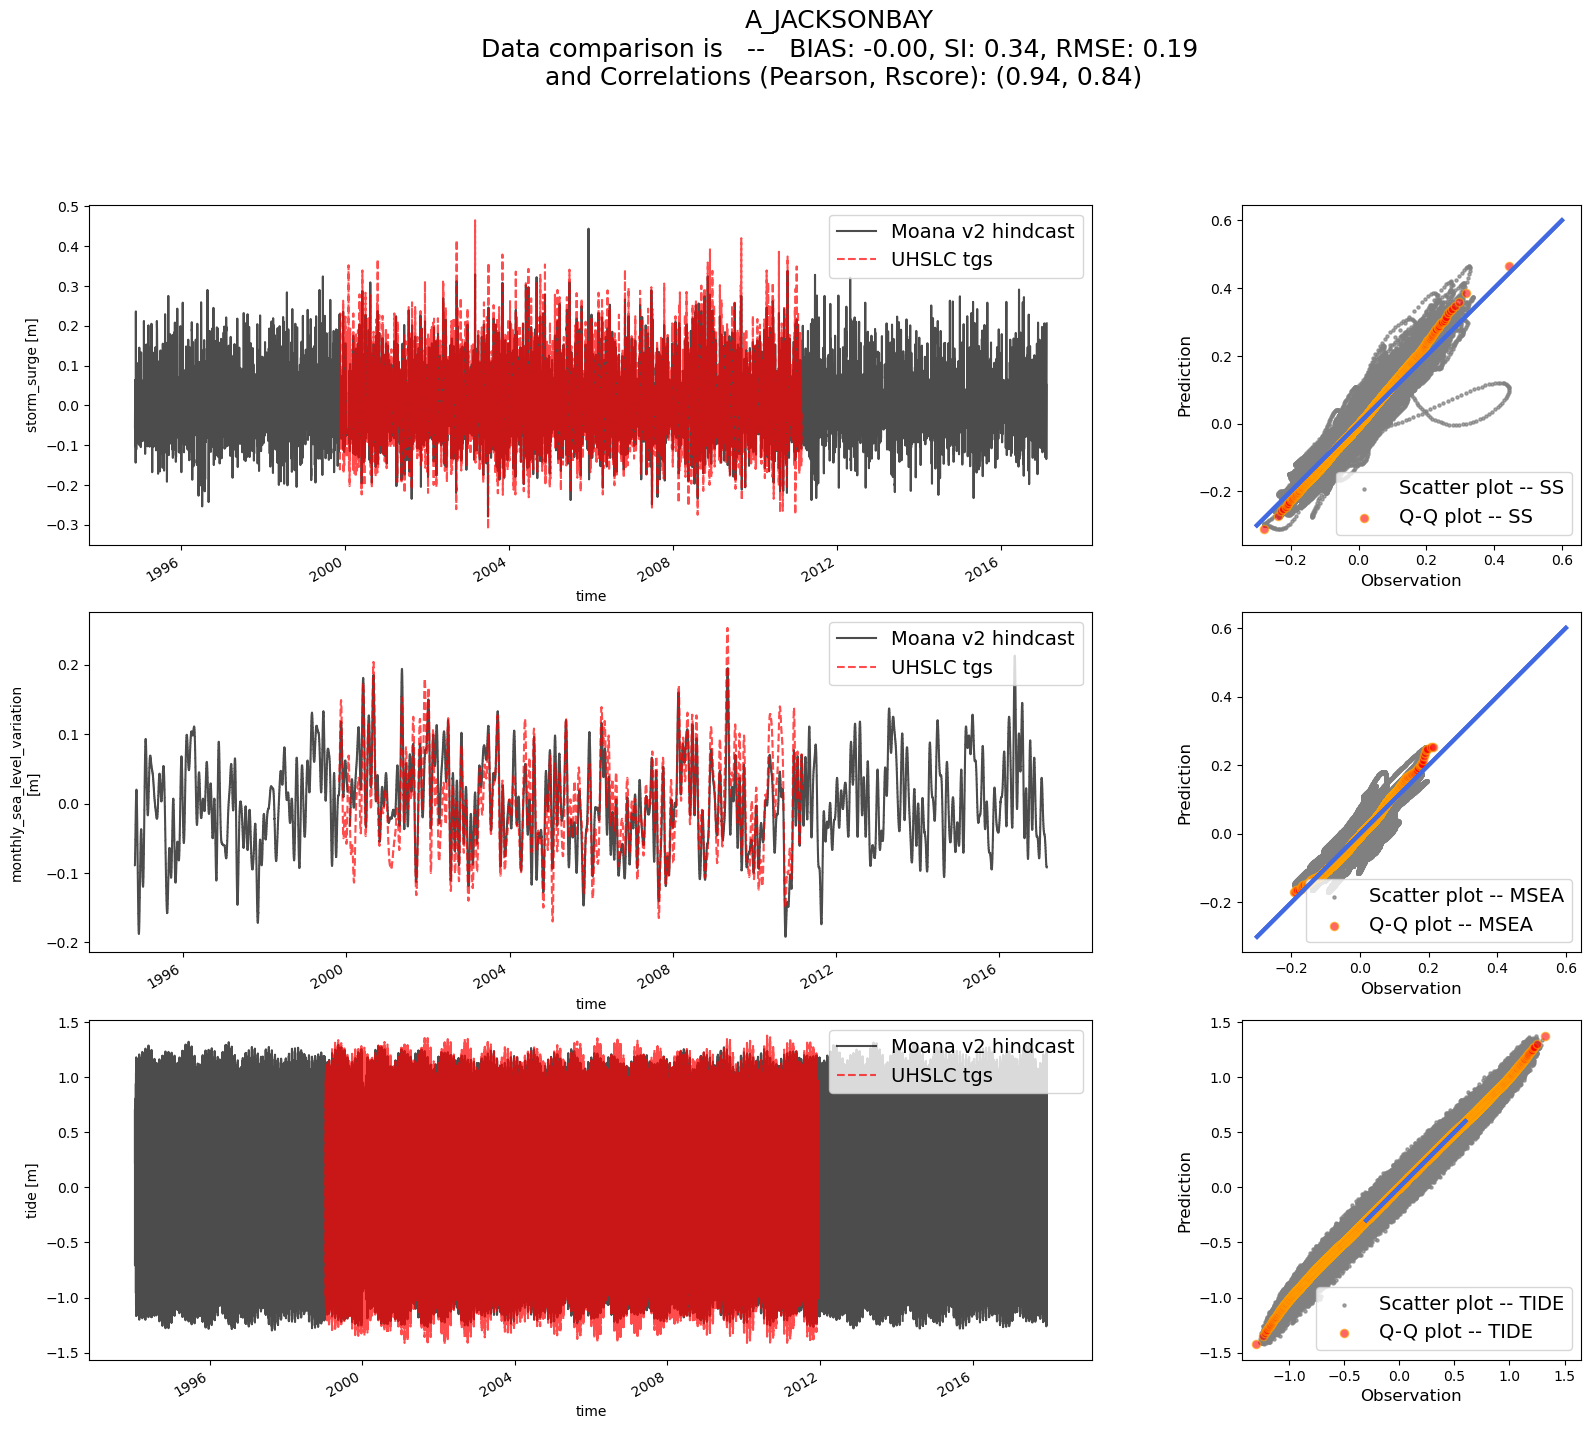 A_JACKSONBAY
Data comparison is -- BIAS: -0.00, SI: 0.34, RMSE: 0.19
and Correlations (Pearson, Rscore): (0.94, 0.84)
storm_surge [m]
0.5
0.4
0.3
0.2
0.1
0.0
−0.1
−0.2
−0.3
Moana v2 hindcast
UHSLC tgs
1996
2000
2004
2008
2012
2016
time
Prediction
0.6
0.4
0.2
0.0
−0.2
Scatter plot -- SS
Q-Q plot -- SS
−0.2
0.0
0.2
0.4
0.6
Observation
monthly_sea_level_variation
[m]
0.2
0.1
0.0
−0.1
−0.2
Moana v2 hindcast
UHSLC tgs
1996
2000
2004
2008
2012
2016
time
Prediction
0.6
0.4
0.2
0.0
−0.2
Scatter plot -- MSEA
Q-Q plot -- MSEA
−0.2
0.0
0.2
0.4
0.6
Observation
tide [m]
1.5
1.0
0.5
0.0
−0.5
−1.0
−1.5
Moana v2 hindcast
UHSLC tgs
1996
2000
2004
2008
2012
2016
time
Prediction
1.5
1.0
0.5
0.0
−0.5
−1.0
−1.5
Scatter plot -- TIDE
Q-Q plot -- TIDE
−1.0
−0.5
0.0
0.5
1.0
1.5
Observation